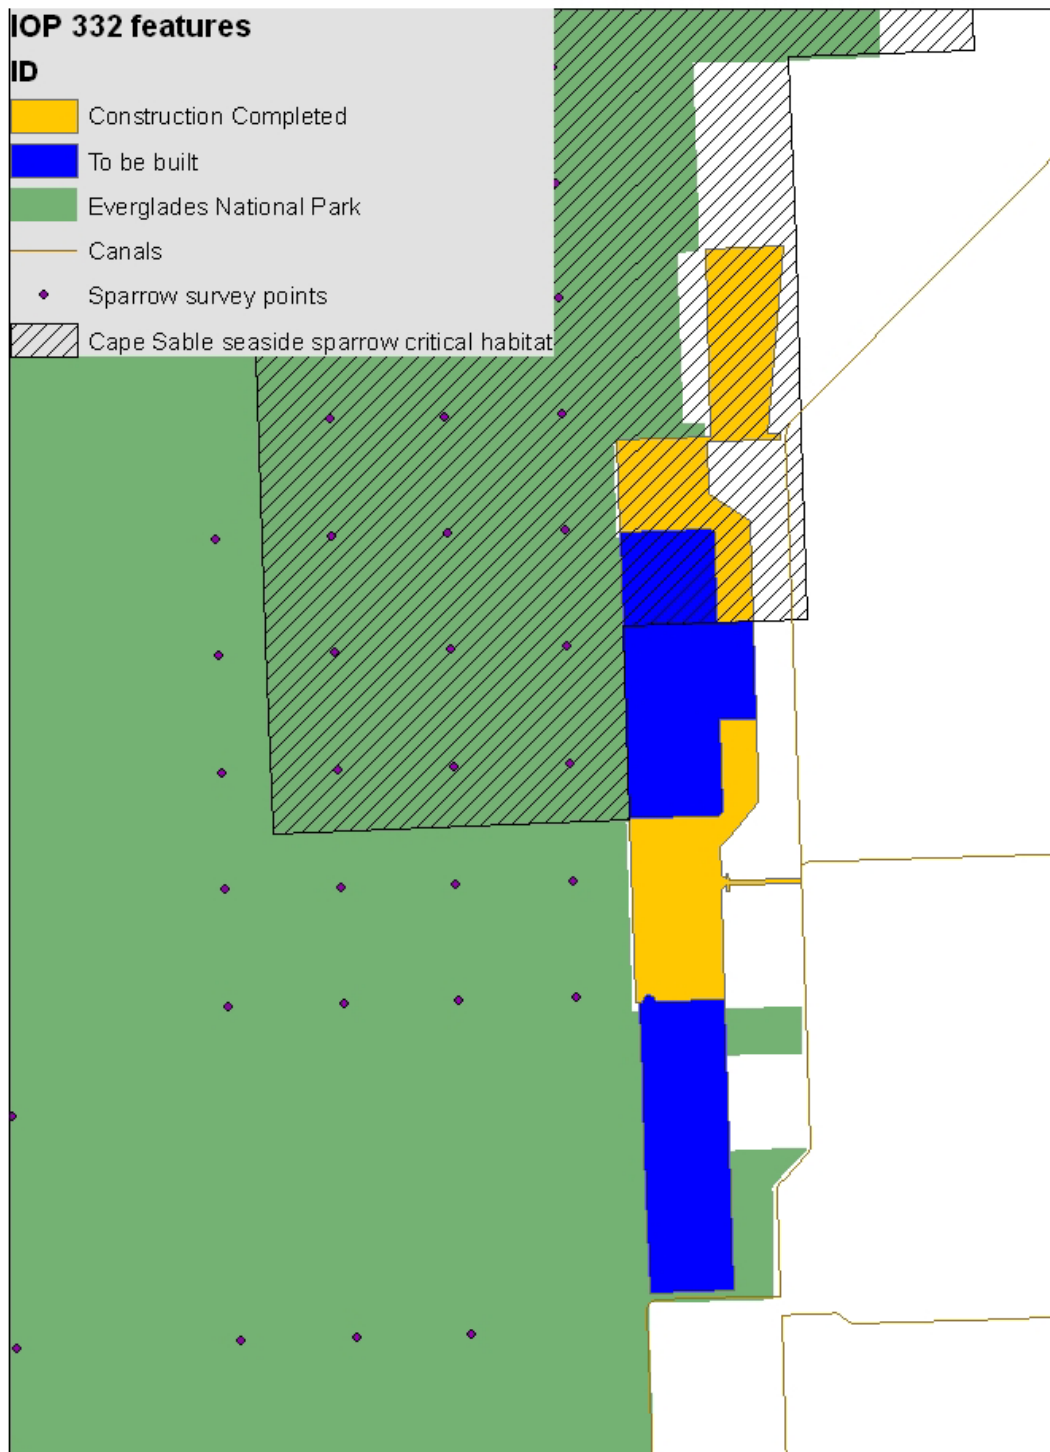 IOP 332 features
ID
Construction Completed
To be built
Everglades National Park
Canals
Sparrow survey points
Cape Sable seaside sparrow critical habitat